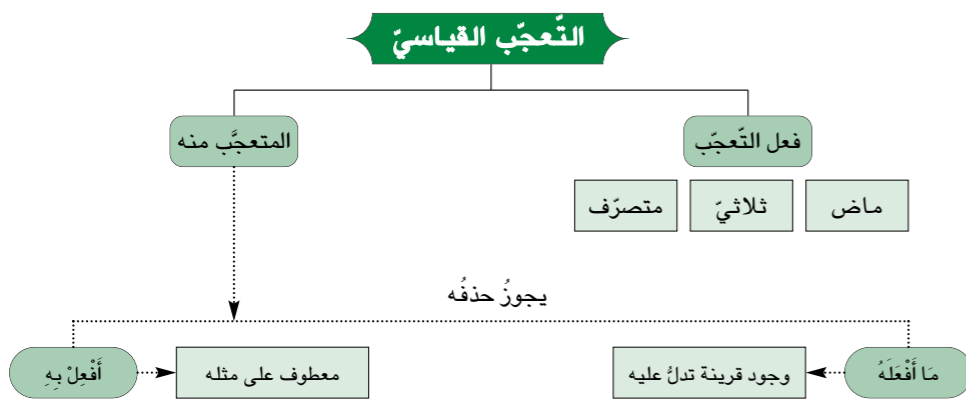 التّعجّب القياسيّ
فعل التّعجّب
المتعجَّب منه
ماض
ثلاثيّ
متصرّف
يجوزُ حذفُه
مَا أَفْعَلَهُ
وجود قرينة تدلُّ عليه
معطوف على مثله
أَفْعِلْ بِهِ